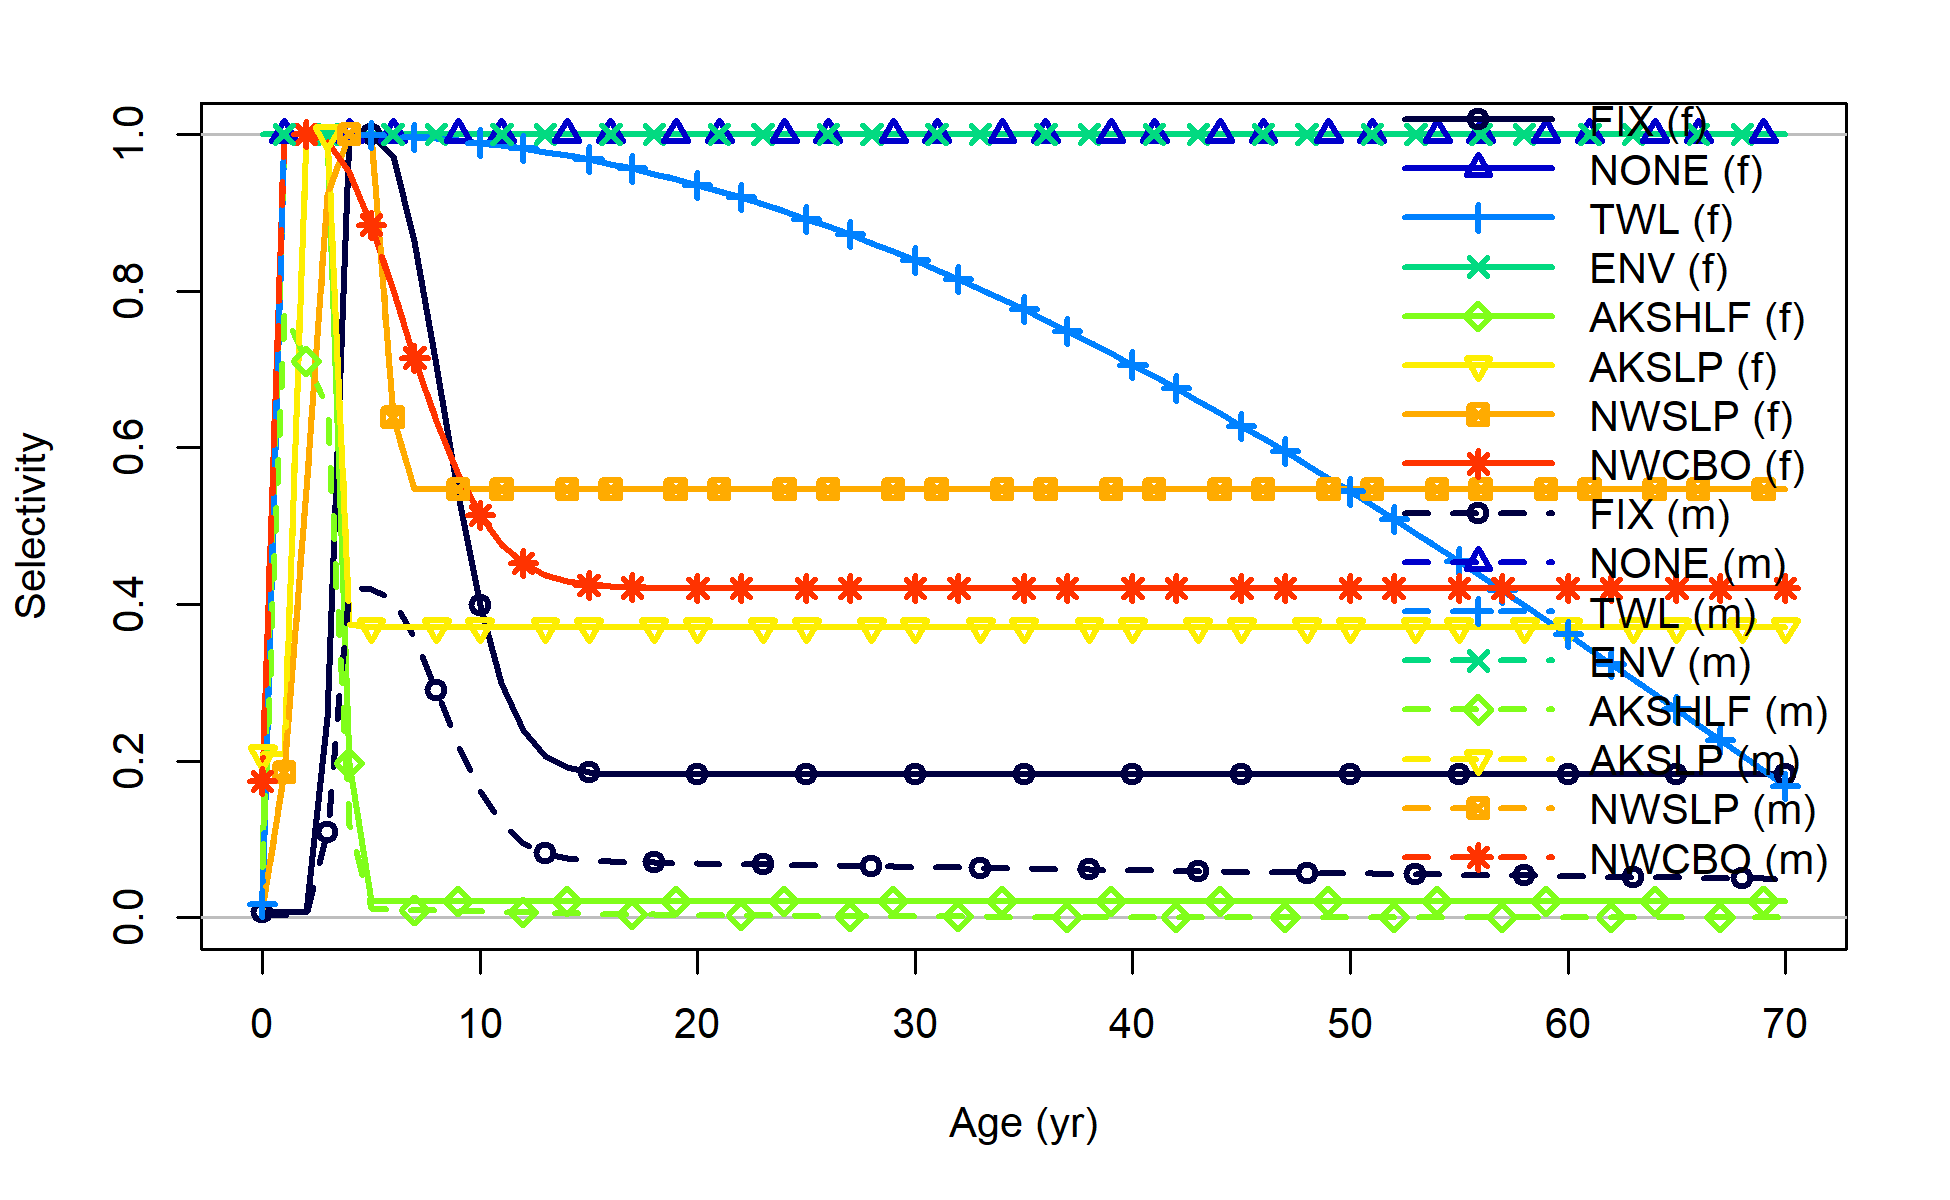 FIX (f)
NONE (f)
TWL (f)
ENV (f)
AKSHLF (f)
AKSLP (f)
NWSLP (f)
NWCBO (f)
FIX (m)
NONE (m)
TWL (m)
ENV (m)
AKSHLF (m)
AKSLP (m)
NWSLP (m)
NWCBO (m)
Selectivity
1.0
0.8
0.6
0.4
0.2
0.0
0 10 20 30 40 50 60 70
Age (yr)